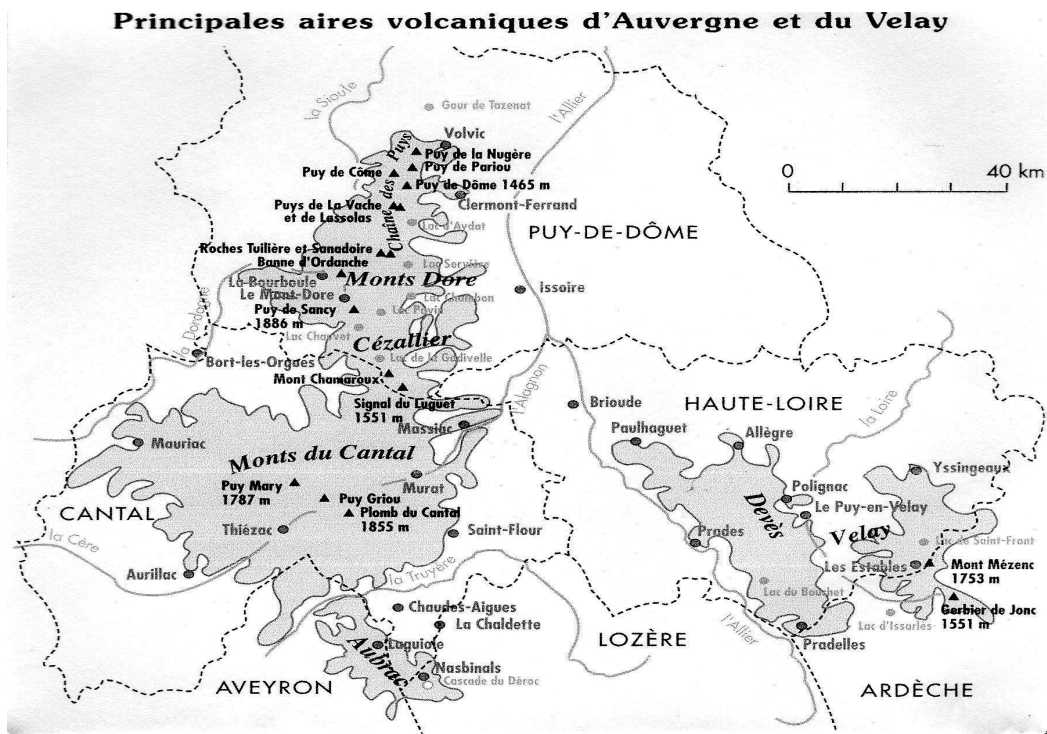 Principales aires volcaniques d'Auvergne et du Velay
la Sioule
Gour de Tazenat
l'Allier
Volvic
Chaîne des Puys
Puy de la Nugère
Puy de Pariou
Puy de Côme
Puy de Dôme 1465 m
0
40 km
Puys de La Vache
et de Lassolas
Clermont-Ferrand
Lac d'Aydat
PUY-DE-DÔME
Roches Tuilière et Sanadoire
Banne d'Ordanche
Lac Servière
La Bourboule
Monts Dore
Le Mont-Dore
Lac Chambon
Issoire
Puy de Sancy
1886 m
Lac Pavin
la Dordogne
Lac Chauvet
Cézallier
Bort-les-Orgues
Lac de la Godivelle
Mont Chamaroux
Signal du Luguet
1551 m
l'Alagnon
Massiac
Brioude
HAUTE-LOIRE
la Loire
Mauriac
Monts du Cantal
Paulhaguet
Allègre
Murat
Yssingeaux
Puy Mary
1787 m
Puy Griou
Plomb du Cantal
1855 m
Polignac
Le Puy-en-Velay
CANTAL
Thiézac
Saint-Flour
Devès
Velay
Prades
Lac de Saint-Front
la Cère
Aurillac
la Truyère
Les Estables
Mont Mézenc
1753 m
Lac du Bouchet
Gerbier de Jonc
1551 m
Chaudes-Aigues
La Chaldette
l'Allier
Lac d'Issarlès
Laguiole
LOZÈRE
Pradelles
Aubrac
Nasbinals
Cascade du Déroc
AVEYRON
ARDÈCHE